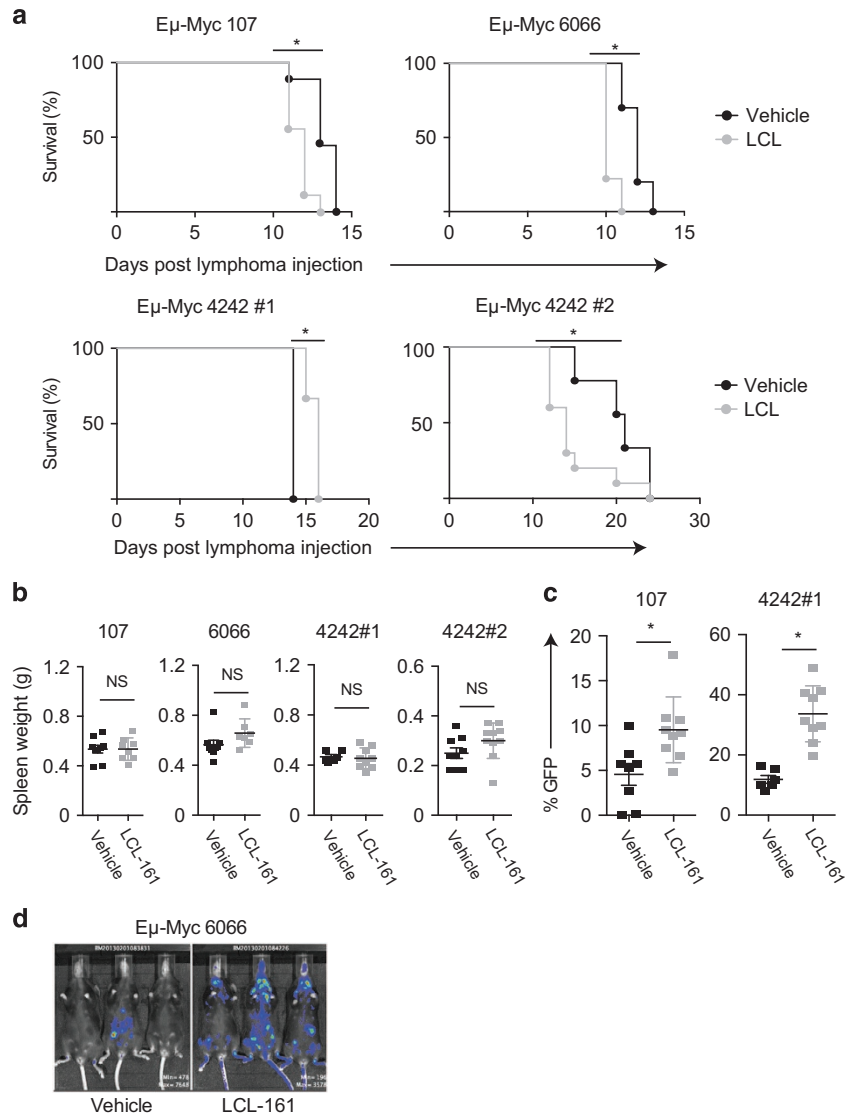 a
Eμ-Myc 107
Eμ-Myc 6066
*
*
100
50
Survival (%)
0 5 10 15
100
50
0 5 10 15
Vehicle
LCL
Days post lymphoma injection
Eμ-Myc 4242 #1
Eμ-Myc 4242 #2
*
*
100
50
Survival (%)
0 5 10 15 20
100
50
0 10 20 30
Vehicle
LCL
Days post lymphoma injection
b
107
6066
4242#1
4242#2
Spleen weight (g)
1.2
0.8
0.4
0
NS
Vehicle
LCL-161
1.2
0.8
0.4
0
NS
Vehicle
LCL-161
1.2
0.8
0.4
0
NS
Vehicle
LCL-161
0.6
0.4
0.2
0
NS
Vehicle
LCL-161
c
107
4242#1
% GFP
20
15
10
5
0
*
Vehicle
LCL-161
60
40
20
0
*
Vehicle
LCL-161
d
Eμ-Myc 6066
Vehicle
LCL-161